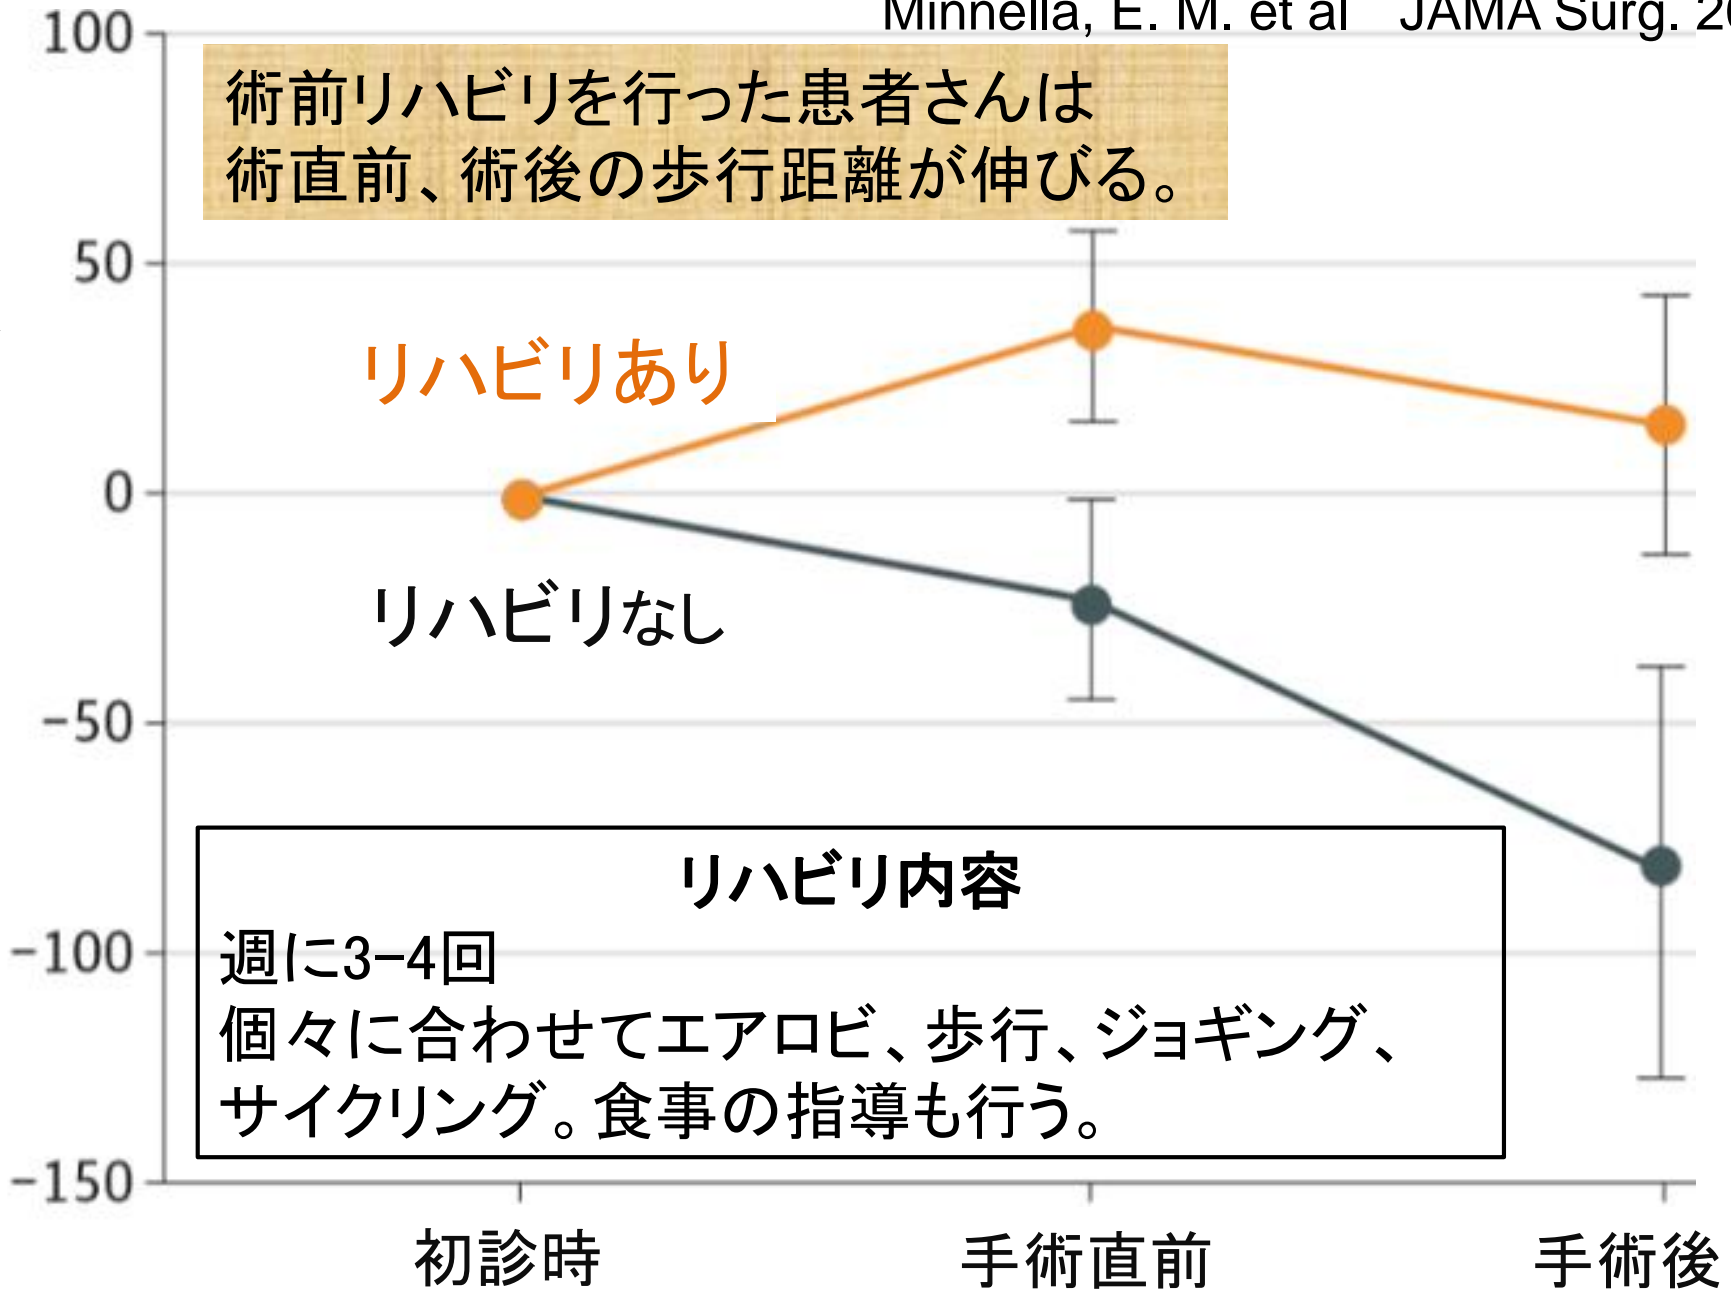 Minnella, E. M. et al JAMA Surg.
100
術前リハビリを行った患者さんは
術直前、術後の歩行距離が伸びる。
50
リハビリあり
0
リハビリなし
-50
リハビリ内容
-100
週に3-4回
個々に合わせてエアロビ、歩行、ジョギング、
サイクリング。食事の指導も行う。
-150
初診時 手術直前 手術後